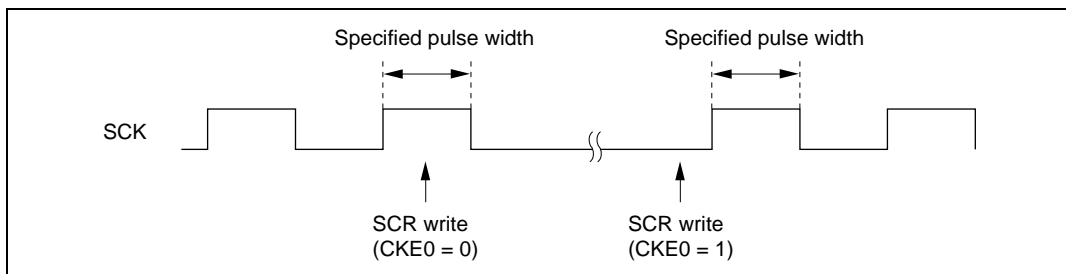 Specified pulse width
Specified pulse width
SCK
SCR write
(CKE0 = 0)
SCR write
(CKE0 = 1)